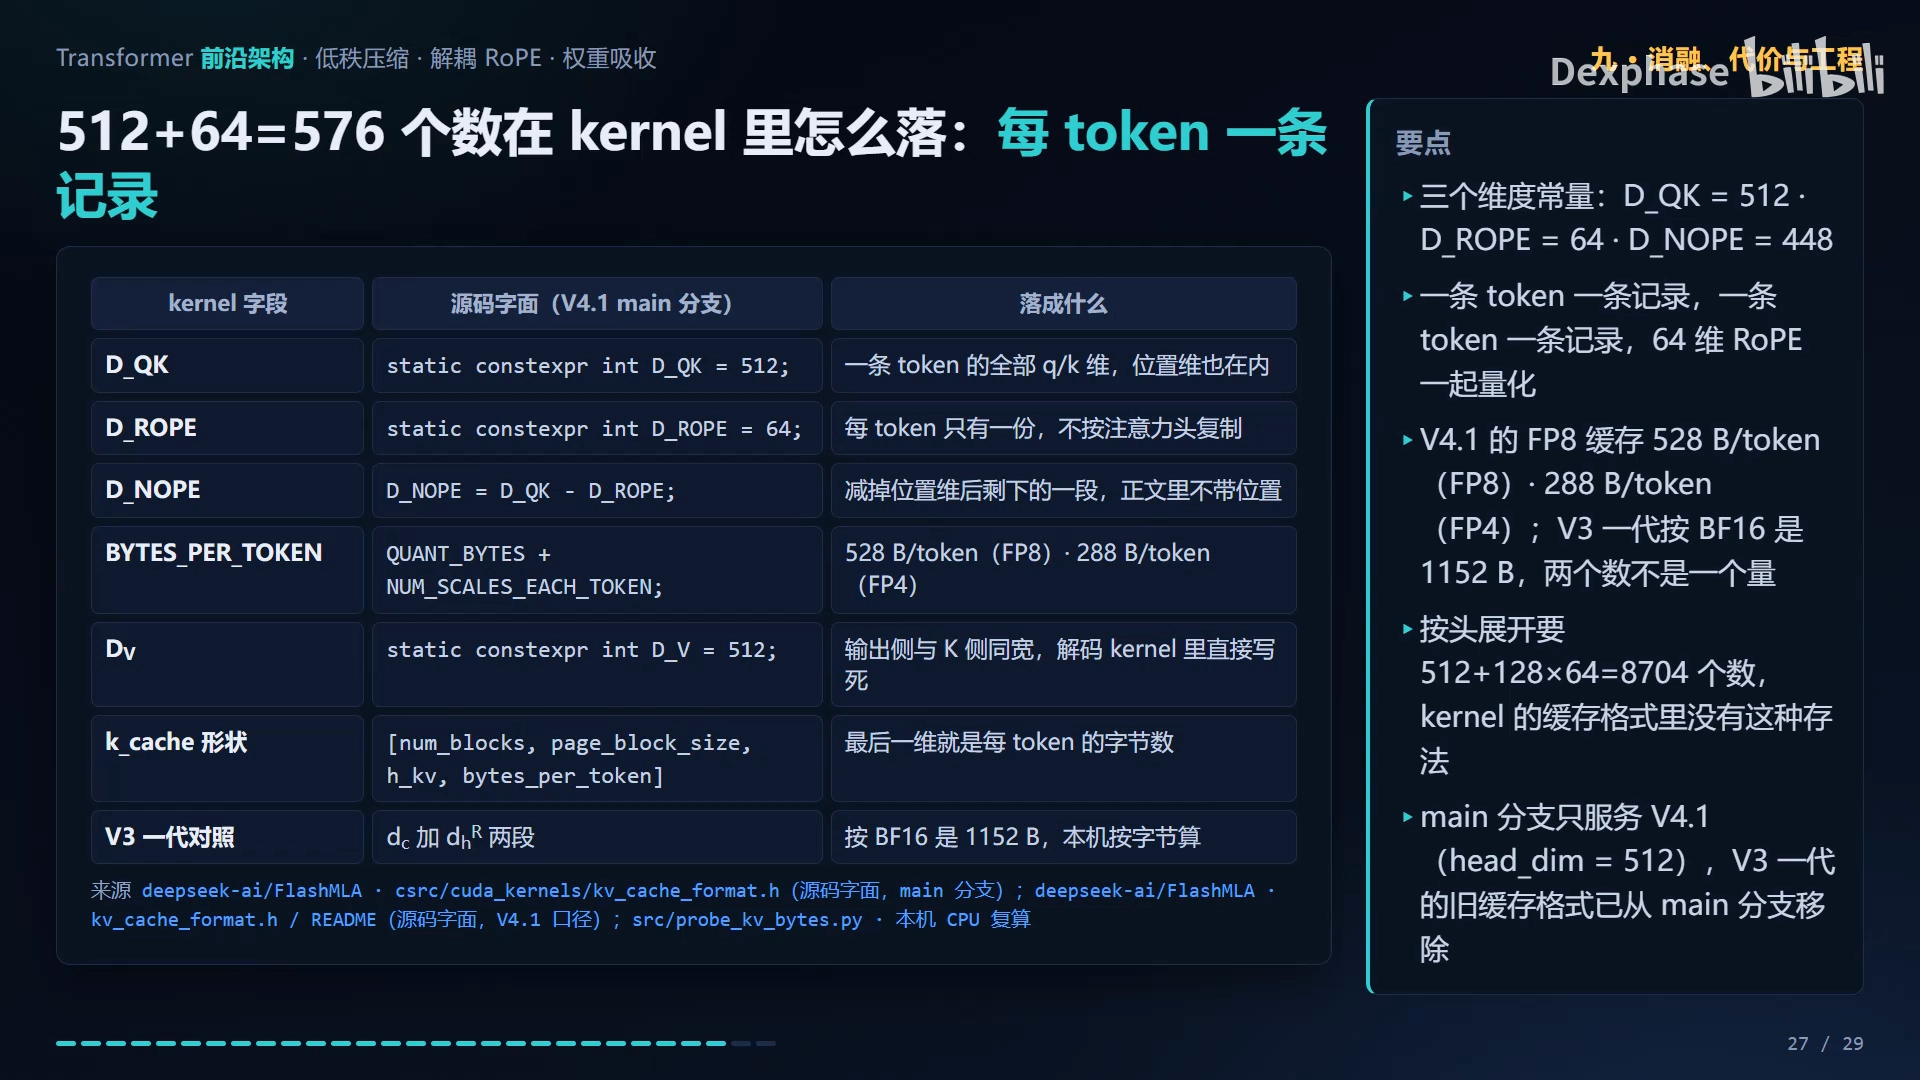 Transformer 前沿架构 · 低秩压缩 · 解耦 RoPE · 权重吸收
九 · 消融、代价与工程
Dexphase bilibili
512+64=576 个数在 kernel 里怎么落：每 token 一条
记录
kernel 字段
源码字面（V4.1 main 分支）
落成什么
D_QK
static constexpr int D_QK = 512;
一条 token 的全部 q/k 维，位置维也在内
D_ROPE
static constexpr int D_ROPE = 64;
每 token 只有一份，不按注意力头复制
D_NOPE
D_NOPE = D_QK - D_ROPE;
减掉位置维后剩下的一段，正文里不带位置
BYTES_PER_TOKEN
QUANT_BYTES +
NUM_SCALES_EACH_TOKEN;
528 B/token（FP8）· 288 B/token
（FP4）
DV
static constexpr int D_V = 512;
输出侧与 K 侧同宽，解码 kernel 里直接写
死
k_cache 形状
[num_blocks, page_block_size,
h_kv, bytes_per_token]
最后一维就是每 token 的字节数
V3 一代对照
dc 加 dhR 两段
按 BF16 是 1152 B，本机按字节算
来源 deepseek-ai/FlashMLA · csrc/cuda_kernels/kv_cache_format.h（源码字面，main 分支）；deepseek-ai/FlashMLA ·
kv_cache_format.h / README（源码字面，V4.1 口径）；src/probe_kv_bytes.py · 本机 CPU 复算
要点
▸三个维度常量：D_QK = 512 ·
D_ROPE = 64 · D_NOPE = 448
▸一条 token 一条记录，一条
token 一条记录，64 维 RoPE
一起量化
▸V4.1 的 FP8 缓存 528 B/token
（FP8）· 288 B/token
（FP4）；V3 一代按 BF16 是
1152 B，两个数不是一个量
▸按头展开要
512+128×64=8704 个数，
kernel 的缓存格式里没有这种存
法
▸main 分支只服务 V4.1
（head_dim = 512），V3 一代
的旧缓存格式已从 main 分支移
除
27 / 29